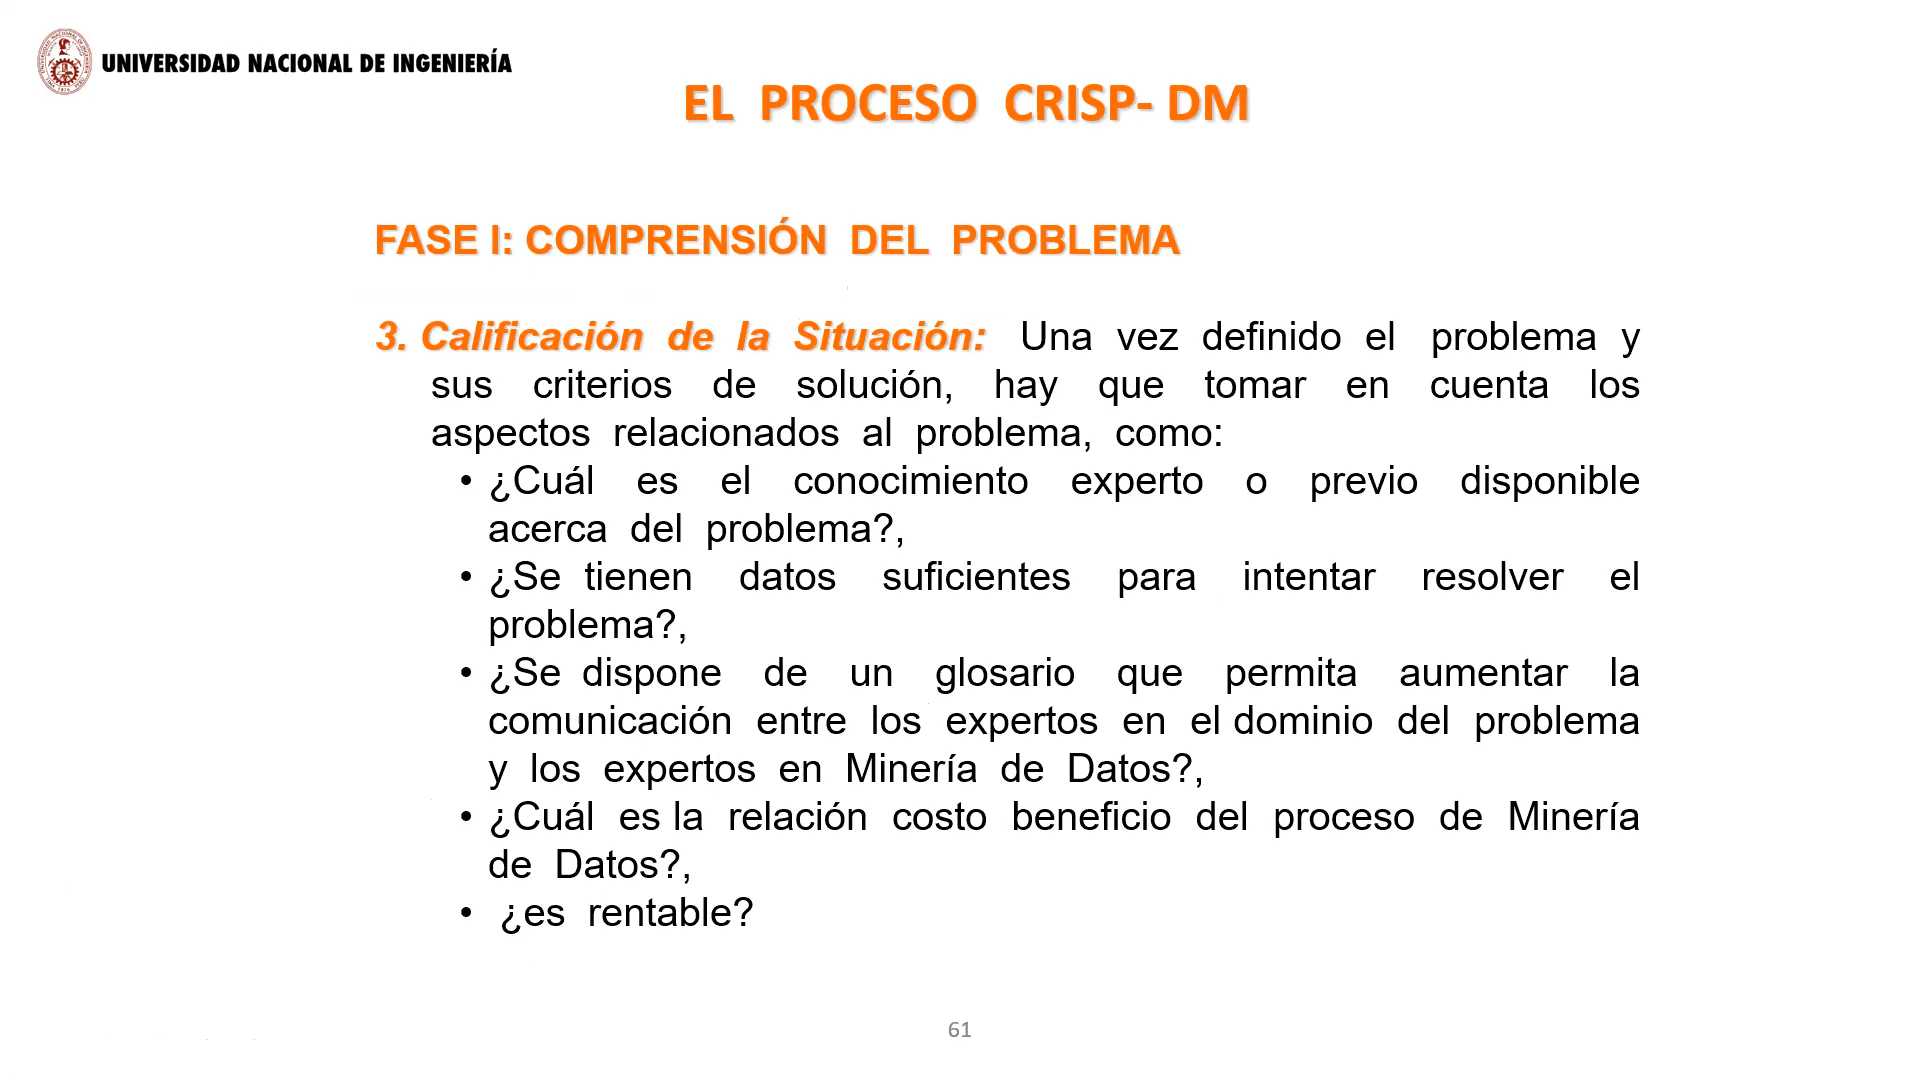 UNIVERSIDAD NACIONAL DE INGENIERÍA
EL PROCESO CRISP- DM
FASE I: COMPRENSIÓN DEL PROBLEMA
3. Calificación de la Situación: Una vez definido el problema y
sus criterios de solución, hay que tomar en cuenta los
aspectos relacionados al problema, como:
• ¿Cuál es el conocimiento experto o previo disponible
acerca del problema?,
• ¿Se tienen datos suficientes para intentar resolver el
problema?,
• ¿Se dispone de un glosario que permita aumentar la
comunicación entre los expertos en el dominio del problema
y los expertos en Minería de Datos?,
• ¿Cuál es la relación costo beneficio del proceso de Minería
de Datos?,
• ¿es rentable?
61